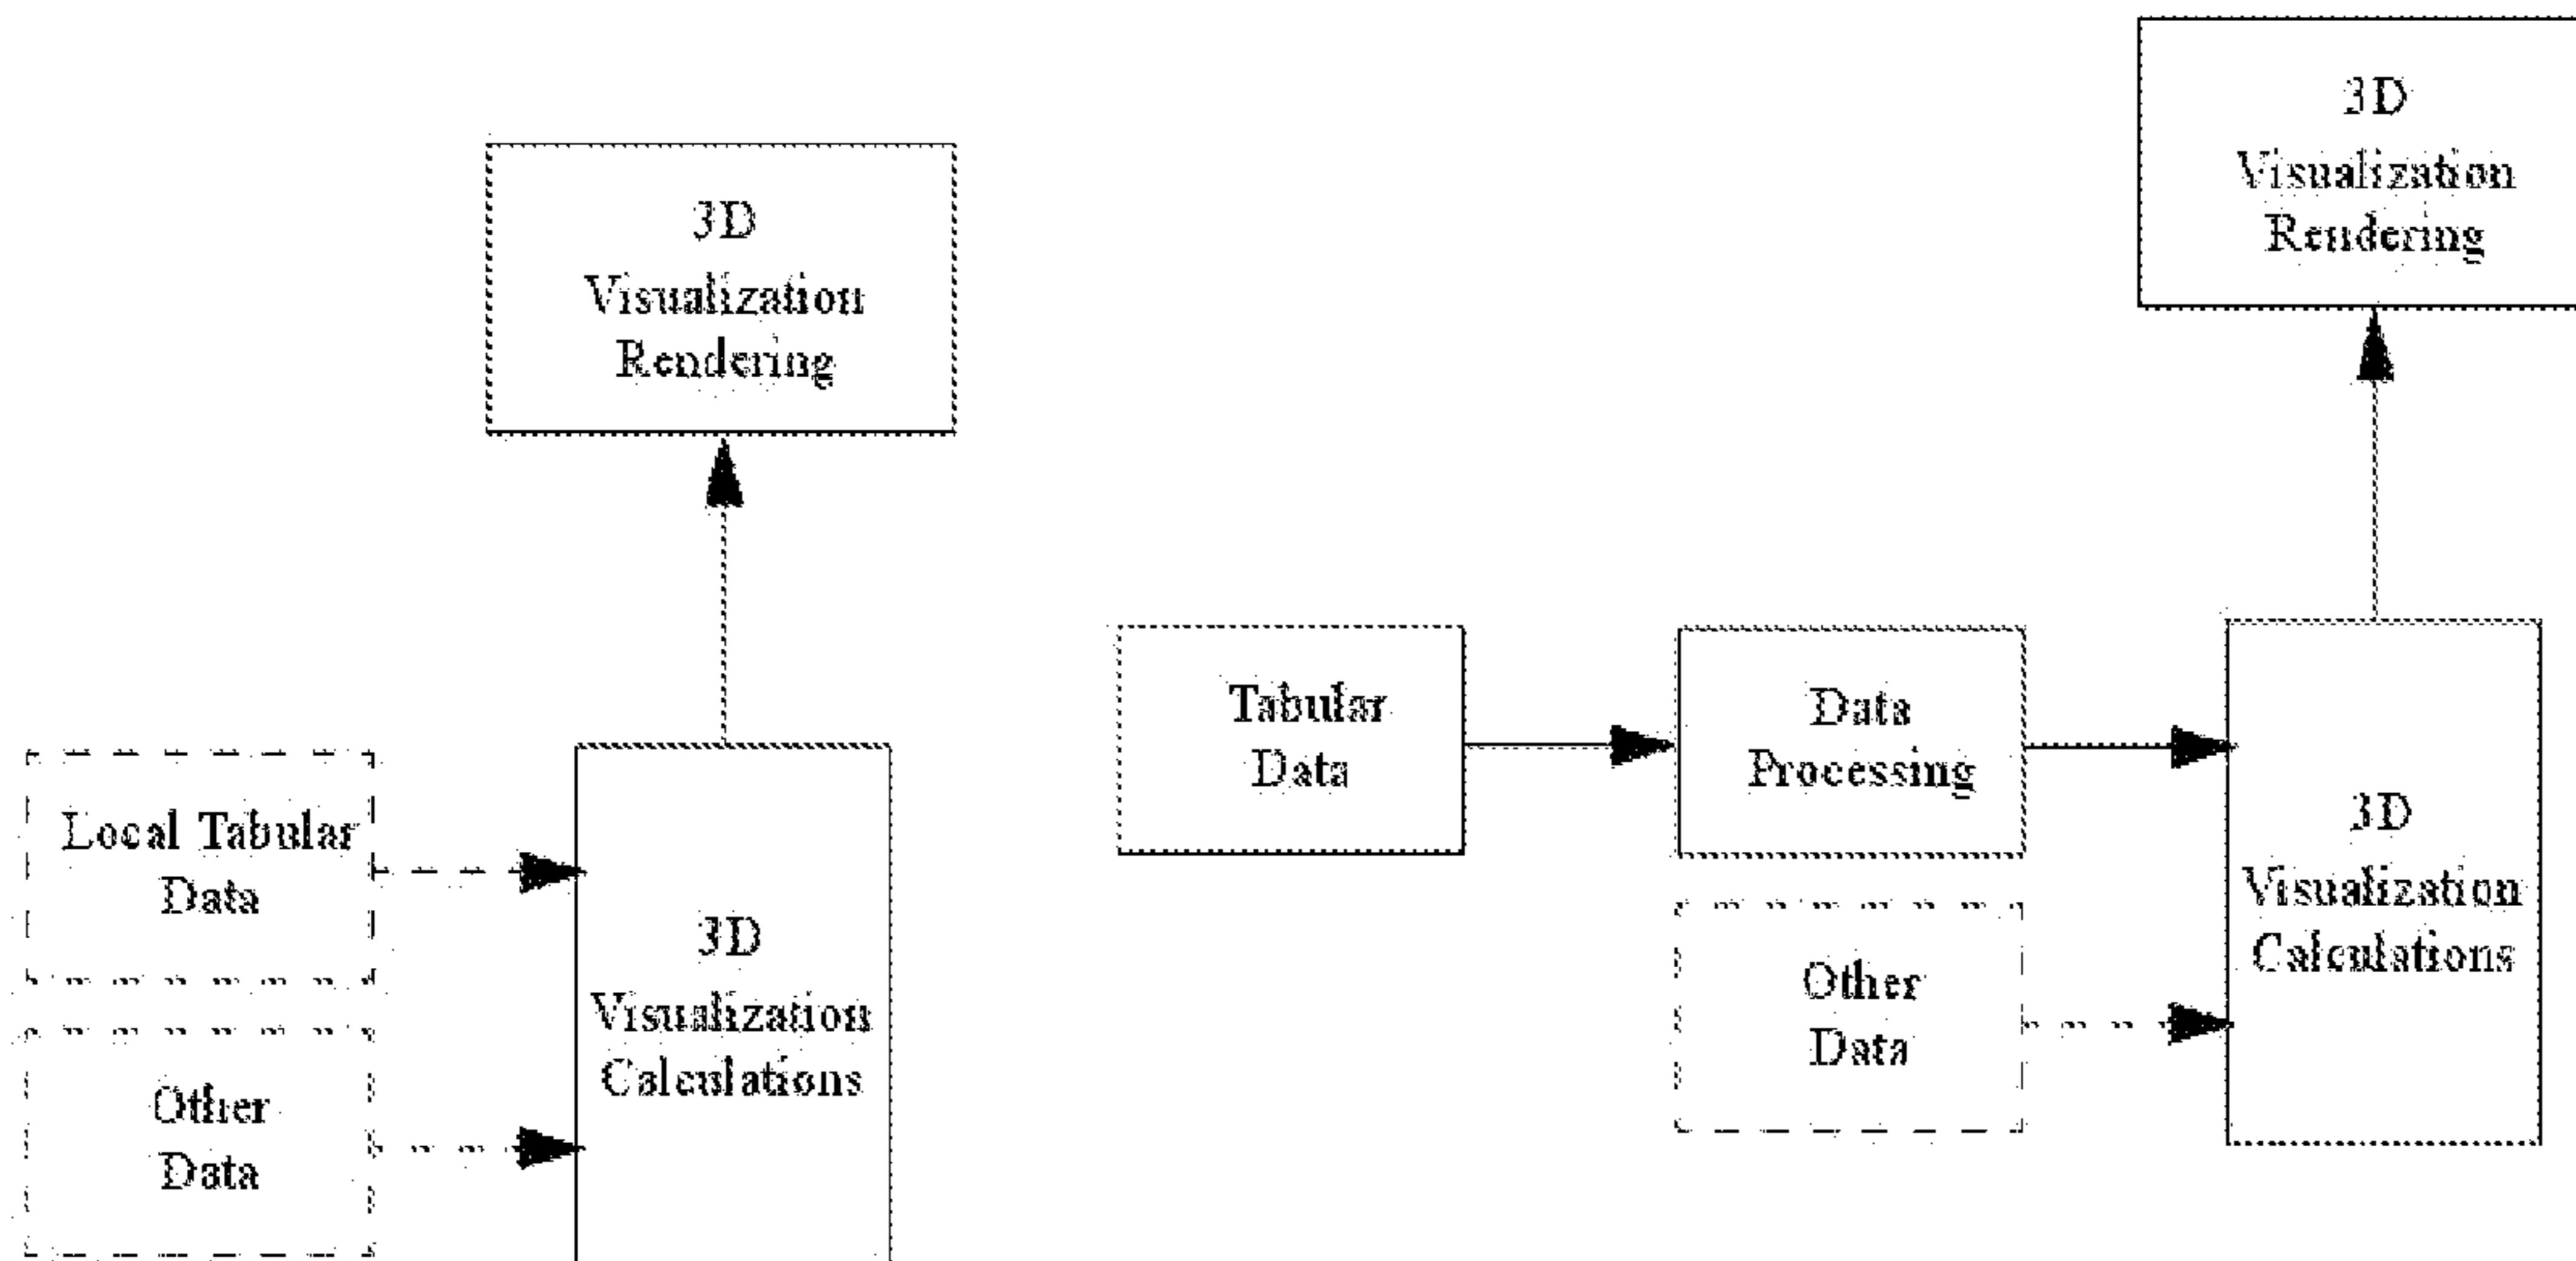 3D
Visualization
Rendering
Local Tabular
Data
Other
Data
3D
Visualization
Calculations
3D
Visualization
Rendering
Tabular
Data
Data
Processing
Other
Data
3D
Visualization
Calculations